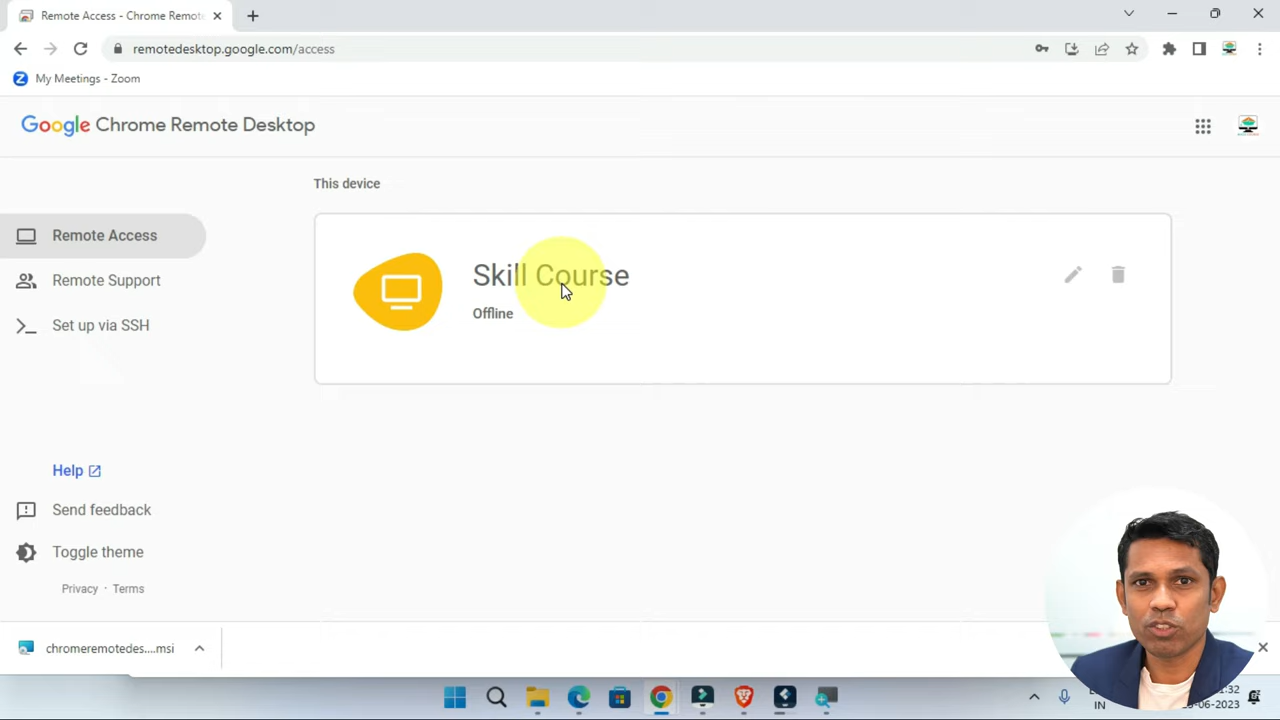 Remote Access - Chrome Remot
remotedesktop.google.com/access
My Meetings - Zoom
Google Chrome Remote Desktop
This device
Remote Access
Skill Course
Remote Support
Offline
Set up via SSH
Help
Send feedback
Toggle theme
Privacy · Terms
chromeremotedes....msi
IN